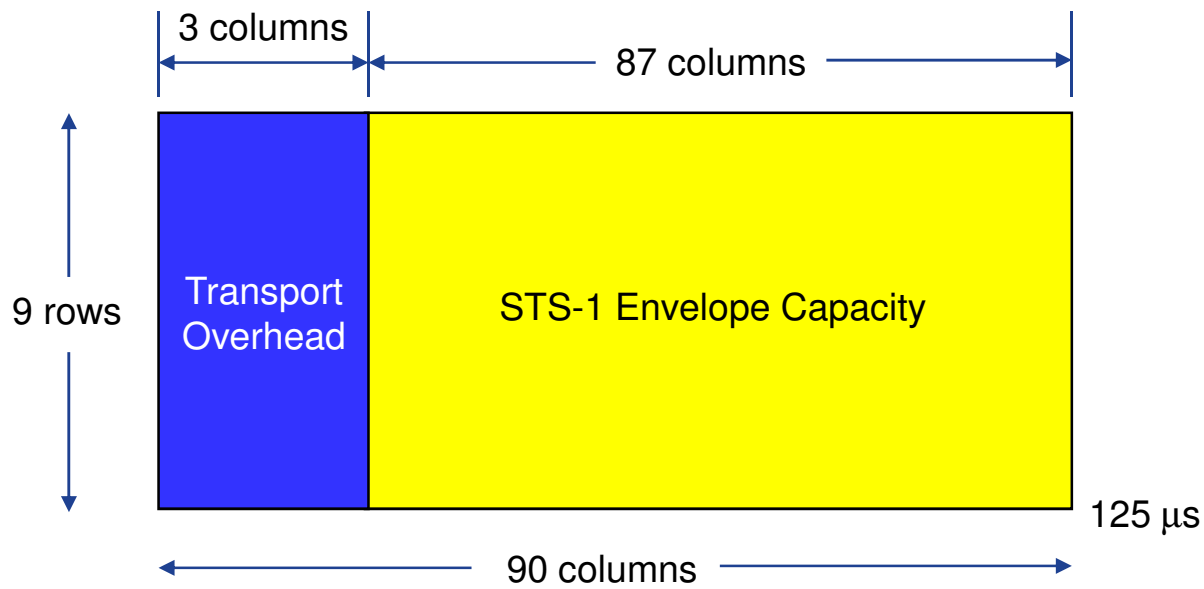 3 columns
87 columns
9 rows
Transport
Overhead
STS-1 Envelope Capacity
125 μs
90 columns